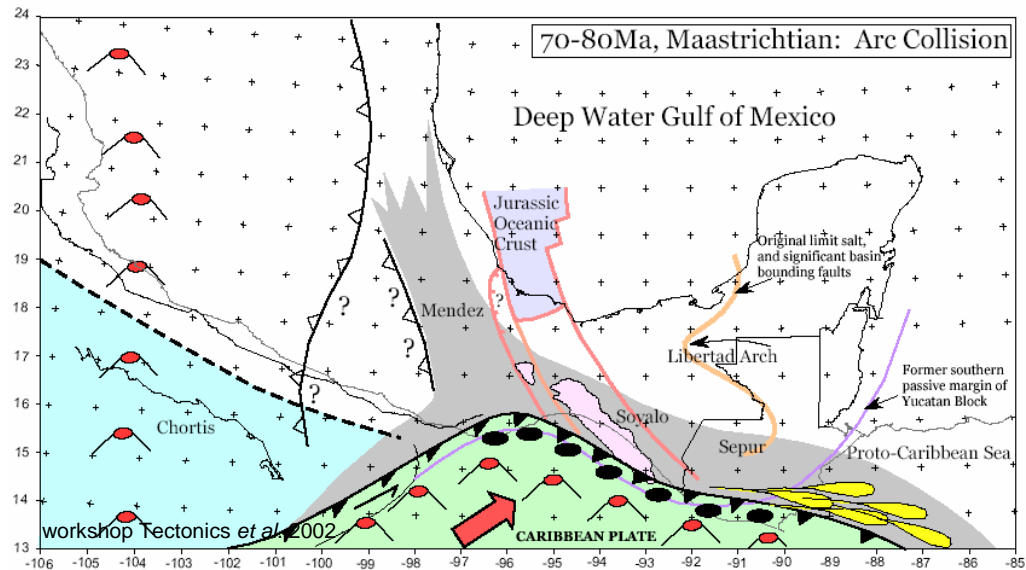 24
23
22
21
20
19
18
17
16
15
14
13
70-80Ma, Maastrichtian: Arc Collision
Deep Water Gulf of Mexico
Jurassic
Oceanic
Crust
Original limit salt,
and significant basin
bounding faults
?
?
?
?
?
Mendez
Libertad Arch
Former southern
passive margin of
Yucatan Block
Chortis
Soyalo
Sepur
Proto-Caribbean Sea
CARIBBEAN PLATE
workshop Tectonics et al. 2002
-106 -105 -104 -103 -102 -101 -100 -99 -98 -97 -96 -95 -94 -93 -92 -91 -90 -89 -88 -87 -86 -85